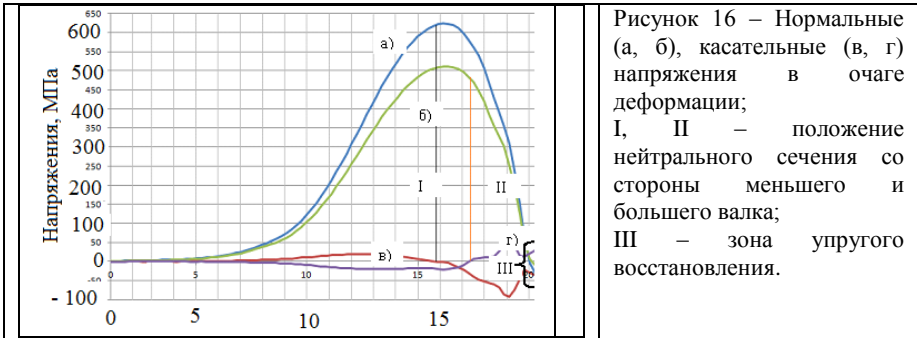 650
600
550
500
450
400
350
300
250
200
150
100
50
0
-50
- 100
Напряжения, МПа
а)
б)
I
II
в)
г)
III
0 5 10 15 20
0 5 10 15
Рисунок 16 – Нормальные
(а, б), касательные (в, г)
напряжения в очаге
деформации;
I, II – положение
нейтрального сечения со
стороны меньшего и
большего валка;
III – зона упругого
восстановления.